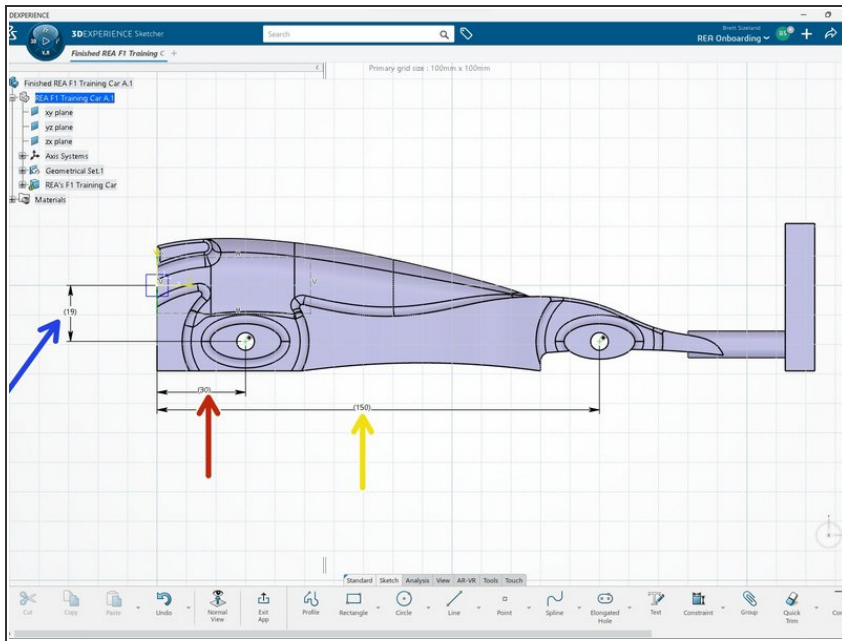 3DEXPERIENCE
3DEXPERIENCE Sketcher
Search
Brett Sizeland
REA Onboarding
Finished REA F1 Training C +
Primary grid size : 100mm x 100mm
Finished REA F1 Training Car A.1
REA F1 Training Car A.1
xy plane
yz plane
zx plane
Axis Systems
Geometrical Set.1
REA's F1 Training Car
Materials
H
V
V
H
(19)
(30)
(150)
Standard Sketch Analysis View AR-VR Tools Touch
Cut Copy Paste Undo Normal View Exit App Profile Rectangle Circle Line Point Spline Elongated Hole Text Constraint Group Quick Trim